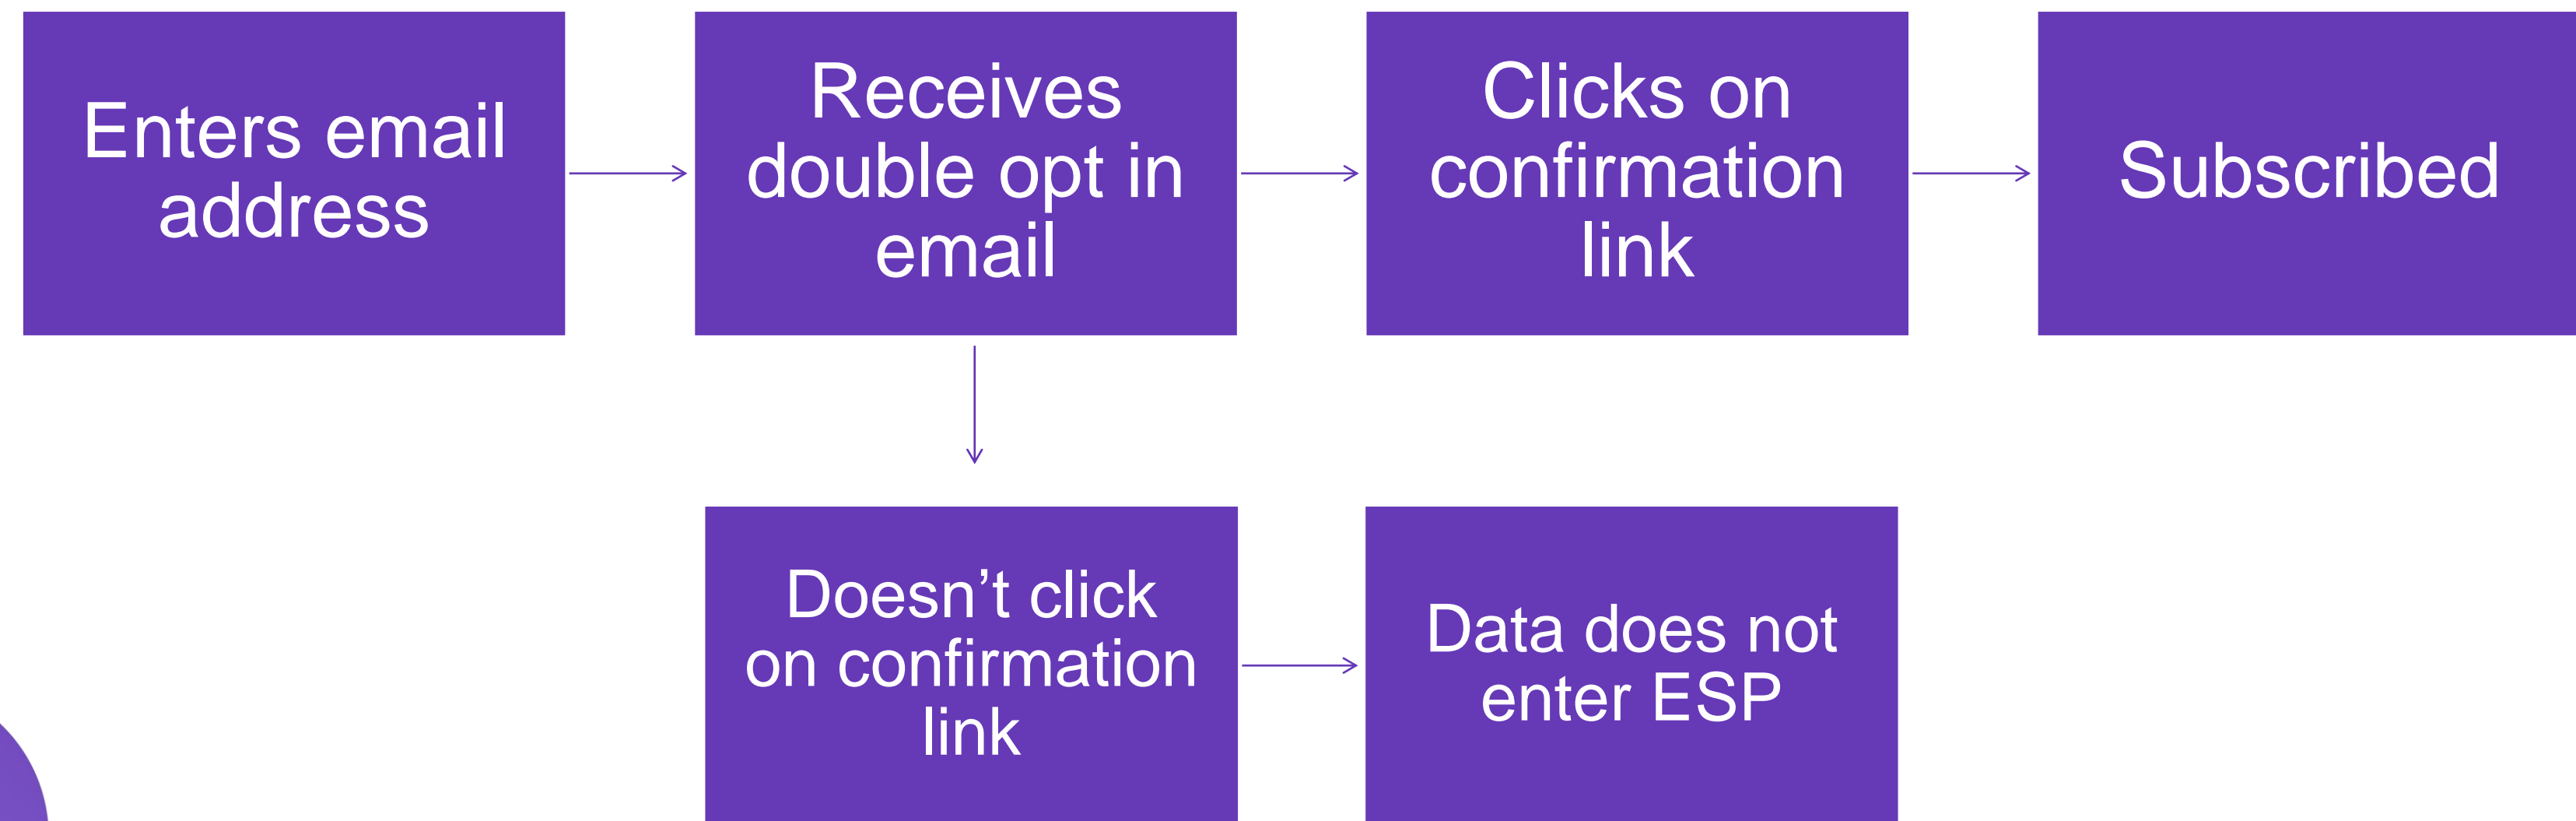 Enters email
address
Receives
double opt in
email
Clicks on
confirmation
link
Subscribed
Doesn’t click
on confirmation
link
Data does not
enter ESP